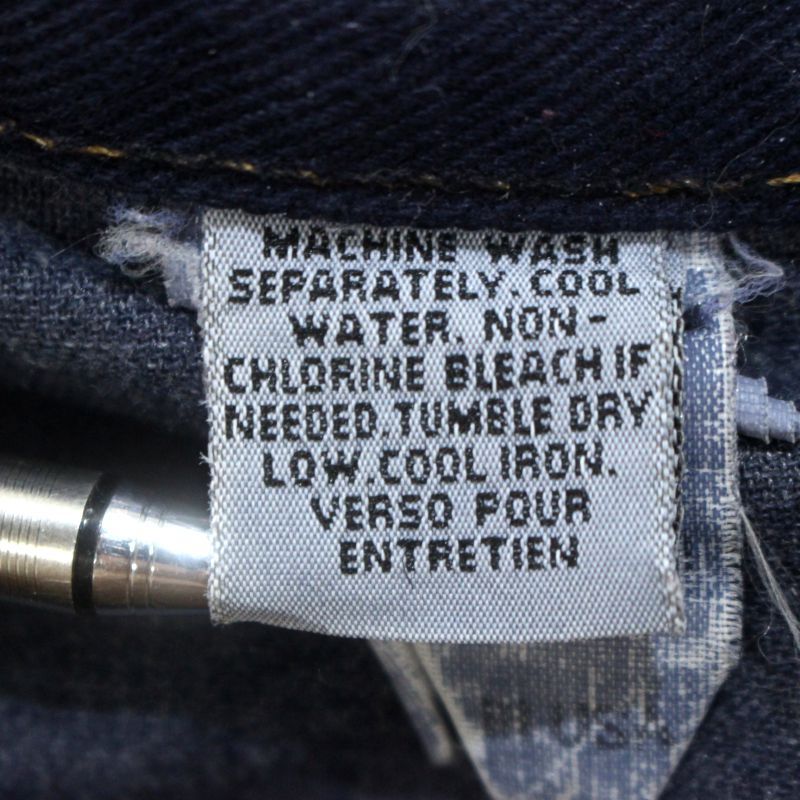 MACHINE WASH
SEPARATELY. COOL
WATER. NON-
CHLORINE BLEACH IF
NEEDED. TUMBLE DRY
LOW. COOL IRON.
VERSO POUR
ENTRETIEN